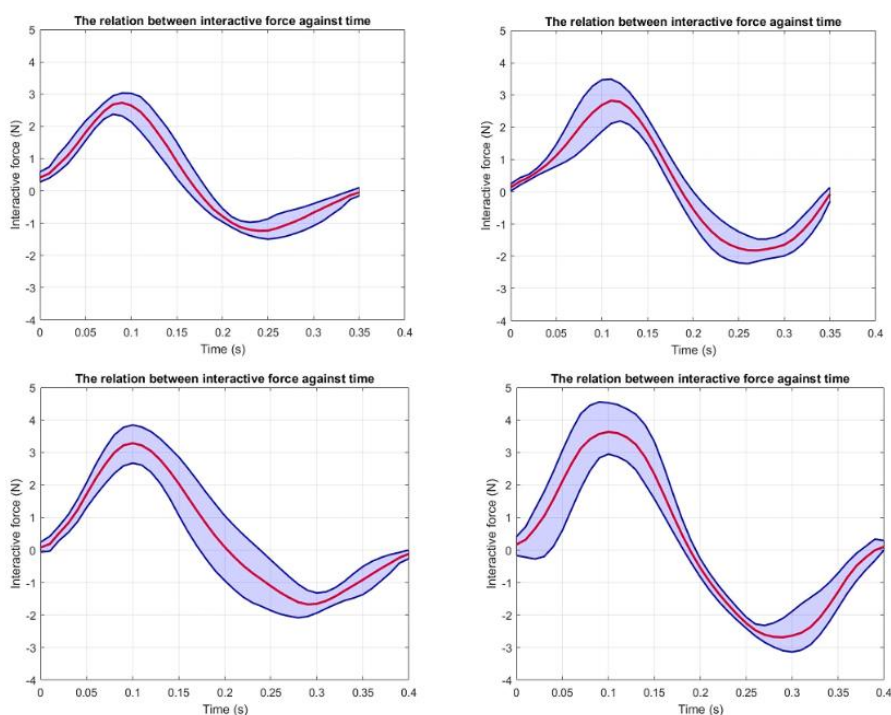 The relation between interactive force against time
5
4
3
2
1
0
-1
-2
-3
-4
Interactive force (N)
0 0.05 0.1 0.15 0.2 0.25 0.3 0.35 0.4
Time (s)
The relation between interactive force against time
5
4
3
2
1
0
-1
-2
-3
-4
Interactive force (N)
0 0.05 0.1 0.15 0.2 0.25 0.3 0.35 0.4
Time (s)
The relation between interactive force against time
5
4
3
2
1
0
-1
-2
-3
-4
Interactive force (N)
0 0.05 0.1 0.15 0.2 0.25 0.3 0.35 0.4
Time (s)
The relation between interactive force against time
5
4
3
2
1
0
-1
-2
-3
-4
Interactive force (N)
0 0.05 0.1 0.15 0.2 0.25 0.3 0.35 0.4
Time (s)